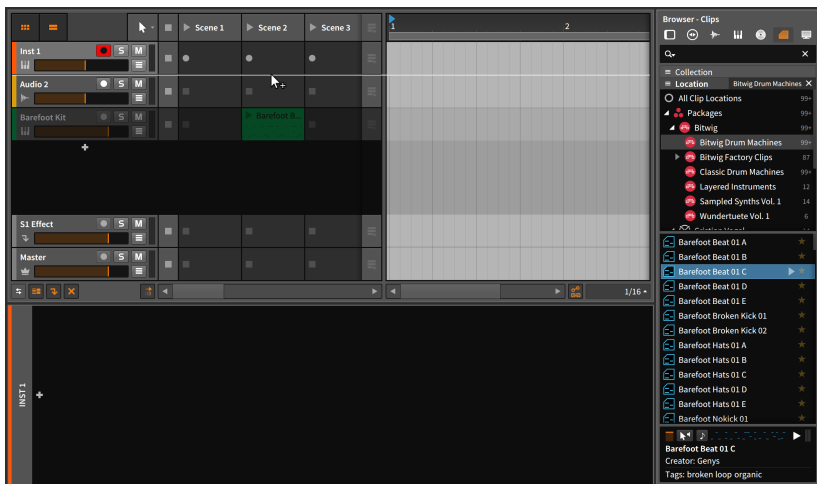 Scene 1
Scene 2
Scene 3
1
2
Inst 1
S M
Audio 2
S M
Barefoot Kit
S M
Barefoot B...
S1 Effect
S M
Master
S M
1/16
INST 1
Browser - Clips
Collection
Location Bitwig Drum Machines
All Clip Locations 99+
Packages 99+
Bitwig 99+
Bitwig Drum Machines 99+
Bitwig Factory Clips 87
Classic Drum Machines 99+
Layered Instruments 12
Sampled Synths Vol. 1 14
Wundertuete Vol. 1 6
Barefoot Beat 01 A
Barefoot Beat 01 B
Barefoot Beat 01 C
Barefoot Beat 01 D
Barefoot Beat 01 E
Barefoot Broken Kick 01
Barefoot Broken Kick 02
Barefoot Hats 01 A
Barefoot Hats 01 B
Barefoot Hats 01 C
Barefoot Hats 01 D
Barefoot Hats 01 E
Barefoot Nokick 01
Barefoot Beat 01 C
Creator: Genys
Tags: broken loop organic